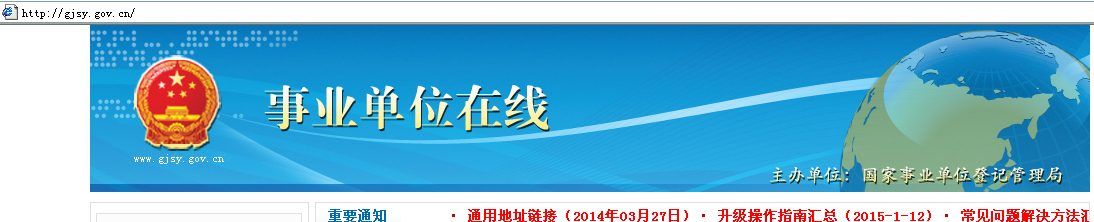 http://gjsy.gov.cn/
事业单位在线
www.gjsy.gov.cn
主办单位：国家事业单位登记管理局
重要通知 · 通用地址链接（2014年03月27日） · 升级操作指南汇总（2015-1-12） · 常见问题解决方法汇